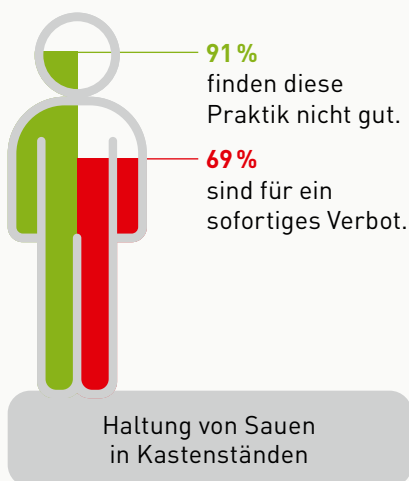 91 %
finden diese
Praktik nicht gut.
69 %
sind für ein
sofortiges Verbot.
Haltung von Sauen
in Kastenständen